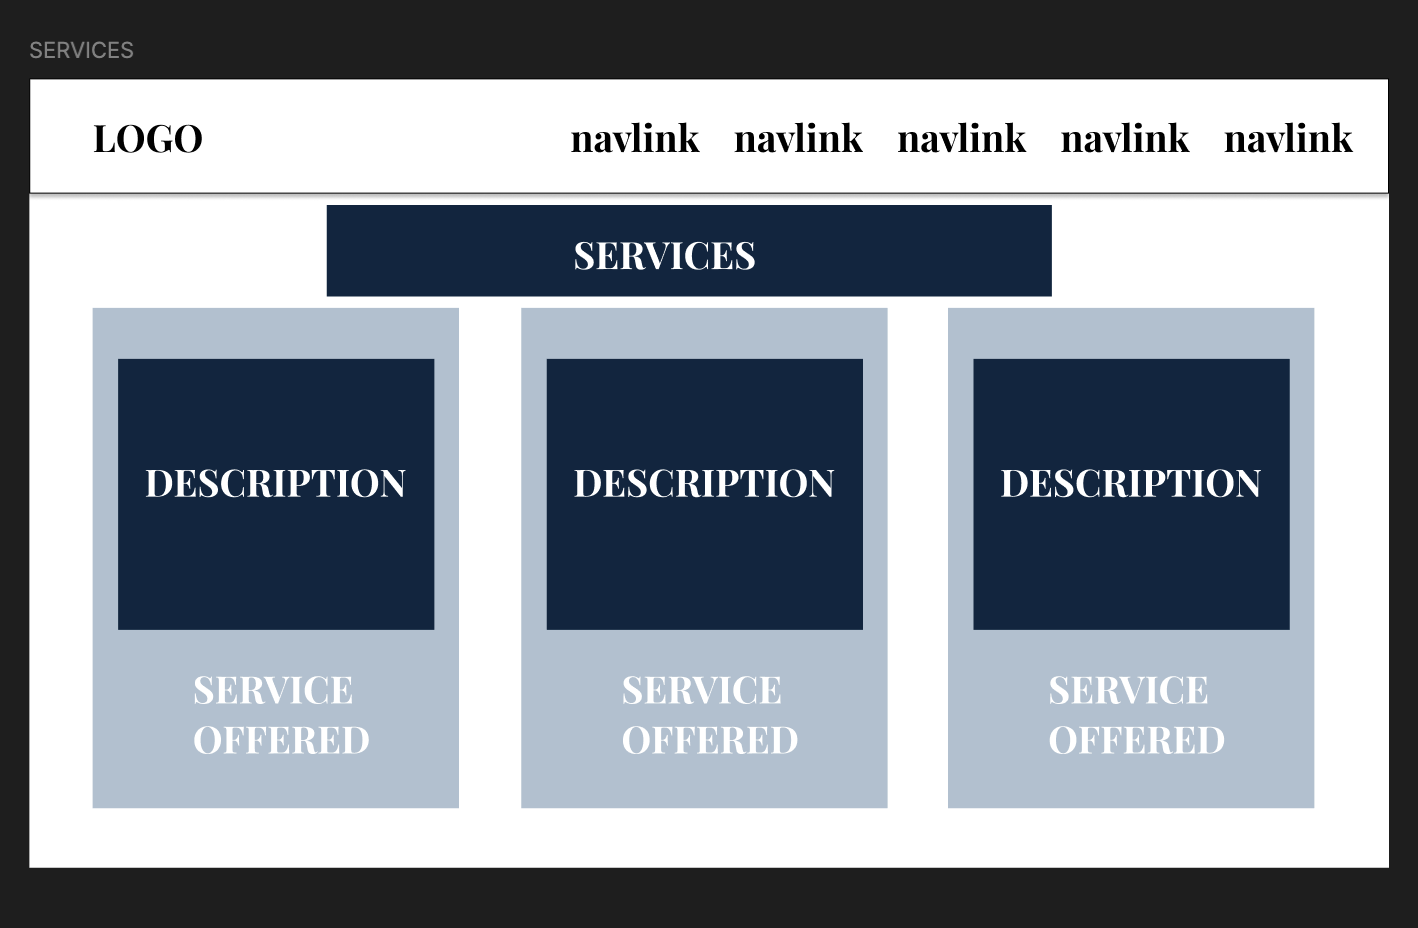 SERVICES
LOGO navlink navlink navlink navlink navlink
SERVICES
DESCRIPTION DESCRIPTION DESCRIPTION
SERVICE SERVICE SERVICE
OFFERED OFFERED OFFERED